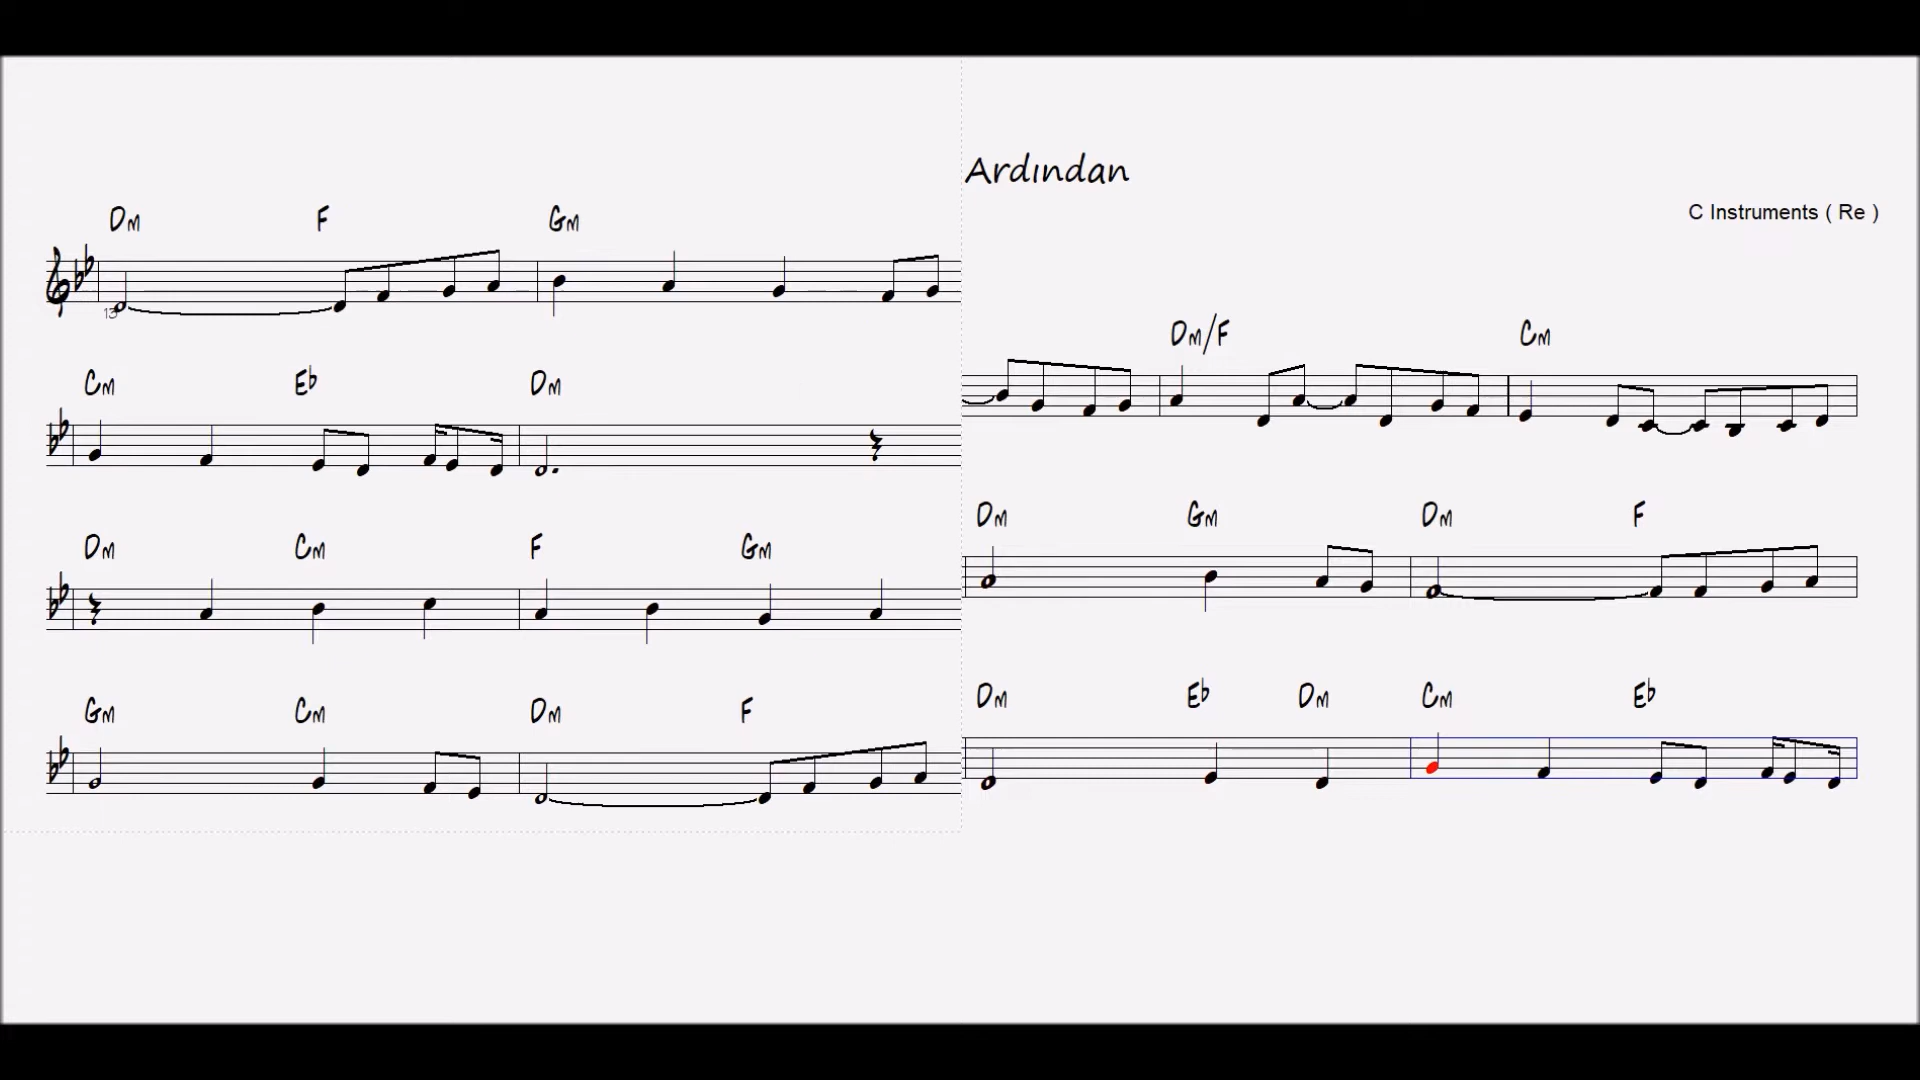 Ardından
C Instruments ( Re )
Dm F Gm
13
Cm Eb Dm
Dm Cm F Gm
Gm Cm Dm F
Dm/F Cm
Dm Gm Dm F
Dm Eb Dm Cm Eb